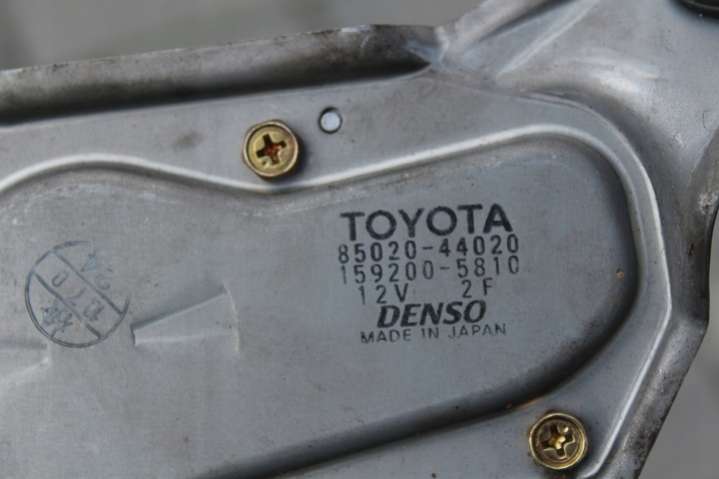 TOYOTA
85020-44020
159200-5810
12V 2F
DENSO
MADE IN JAPAN